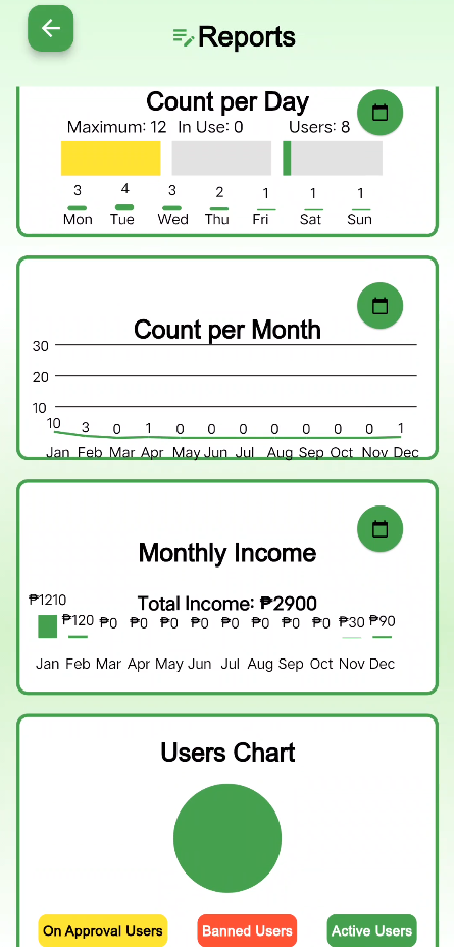 Reports
Count per Day
Maximum: 12 In Use: 0 Users: 8
3 4 3 2 1 1 1
Mon Tue Wed Thu Fri Sat Sun
Count per Month
30
20
10
10 3 0 1 0 0 0 0 0 0 0 1
Jan Feb Mar Apr May Jun Jul Aug Sep Oct Nov Dec
Monthly Income
Total Income: ₱2900
₱1210 ₱120 ₱0 ₱0 ₱0 ₱0 ₱0 ₱0 ₱0 ₱0 ₱30 ₱90
Jan Feb Mar Apr May Jun Jul Aug Sep Oct Nov Dec
Users Chart
On Approval Users Banned Users Active Users